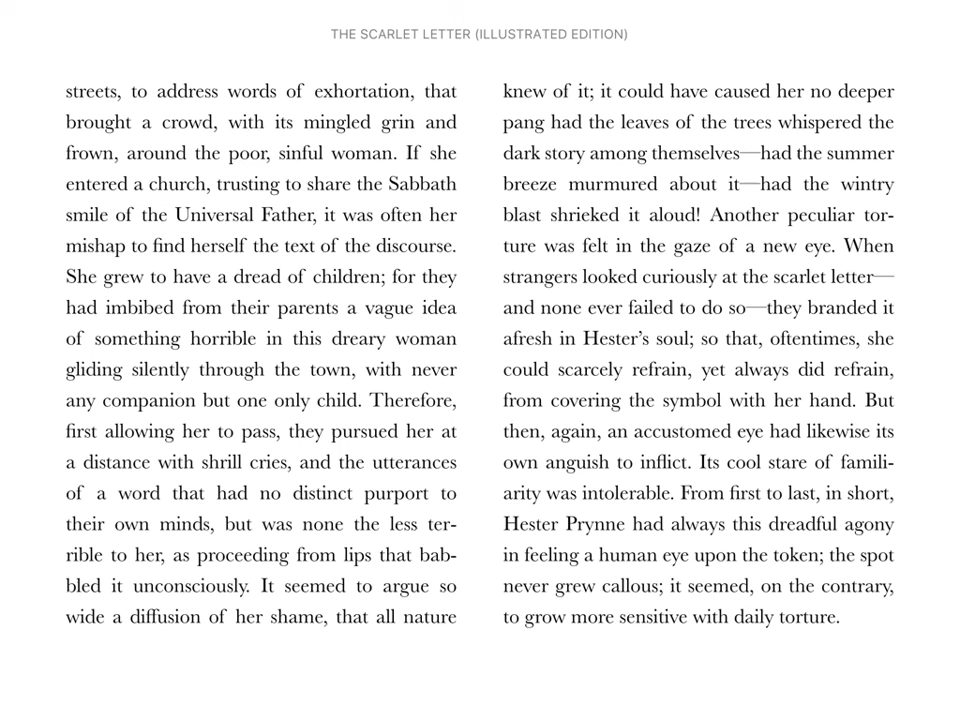 THE SCARLET LETTER (ILLUSTRATED EDITION)
streets, to address words of exhortation, that
brought a crowd, with its mingled grin and
frown, around the poor, sinful woman. If she
entered a church, trusting to share the Sabbath
smile of the Universal Father, it was often her
mishap to find herself the text of the discourse.
She grew to have a dread of children; for they
had imbibed from their parents a vague idea
of something horrible in this dreary woman
gliding silently through the town, with never
any companion but one only child. Therefore,
first allowing her to pass, they pursued her at
a distance with shrill cries, and the utterances
of a word that had no distinct purport to
their own minds, but was none the less ter-
rible to her, as proceeding from lips that bab-
bled it unconsciously. It seemed to argue so
wide a diffusion of her shame, that all nature
knew of it; it could have caused her no deeper
pang had the leaves of the trees whispered the
dark story among themselves—had the summer
breeze murmured about it—had the wintry
blast shrieked it aloud! Another peculiar tor-
ture was felt in the gaze of a new eye. When
strangers looked curiously at the scarlet letter—
and none ever failed to do so—they branded it
afresh in Hester’s soul; so that, oftentimes, she
could scarcely refrain, yet always did refrain,
from covering the symbol with her hand. But
then, again, an accustomed eye had likewise its
own anguish to inflict. Its cool stare of famili-
arity was intolerable. From first to last, in short,
Hester Prynne had always this dreadful agony
in feeling a human eye upon the token; the spot
never grew callous; it seemed, on the contrary,
to grow more sensitive with daily torture.